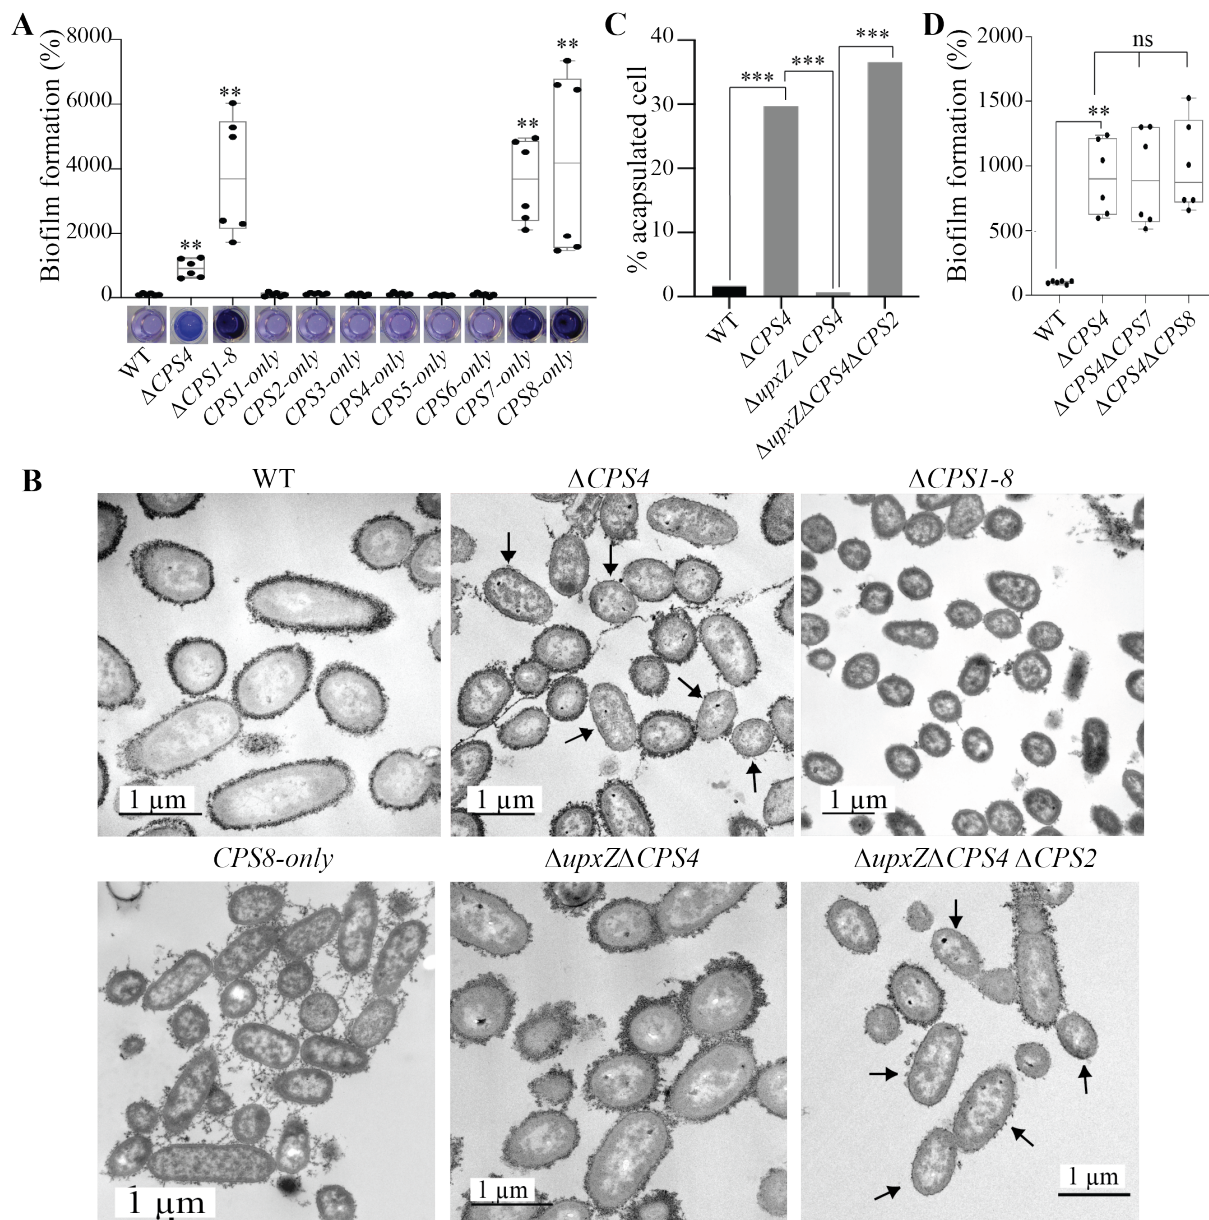 A
Biofilm formation (%)
8000
6000
4000
2000
0
**
**
**
**
WT
ΔCPS4
ΔCPS1-8
CPS1-only
CPS2-only
CPS3-only
CPS4-only
CPS5-only
CPS6-only
CPS7-only
CPS8-only
C
% acapsulated cell
40
30
20
10
0
***
***
***
WT
ΔCPS4
ΔupxZ ΔCPS4
ΔupxZΔCPS4ΔCPS2
D
Biofilm formation (%)
2000
1500
1000
500
0
ns
**
WT
ΔCPS4
ΔCPS4ΔCPS7
ΔCPS4ΔCPS8
B
WT
ΔCPS4
ΔCPS1-8
1 µm
1 µm
1 µm
CPS8-only
ΔupxZΔCPS4
ΔupxZΔCPS4 ΔCPS2
1 µm
1 µm
1 µm